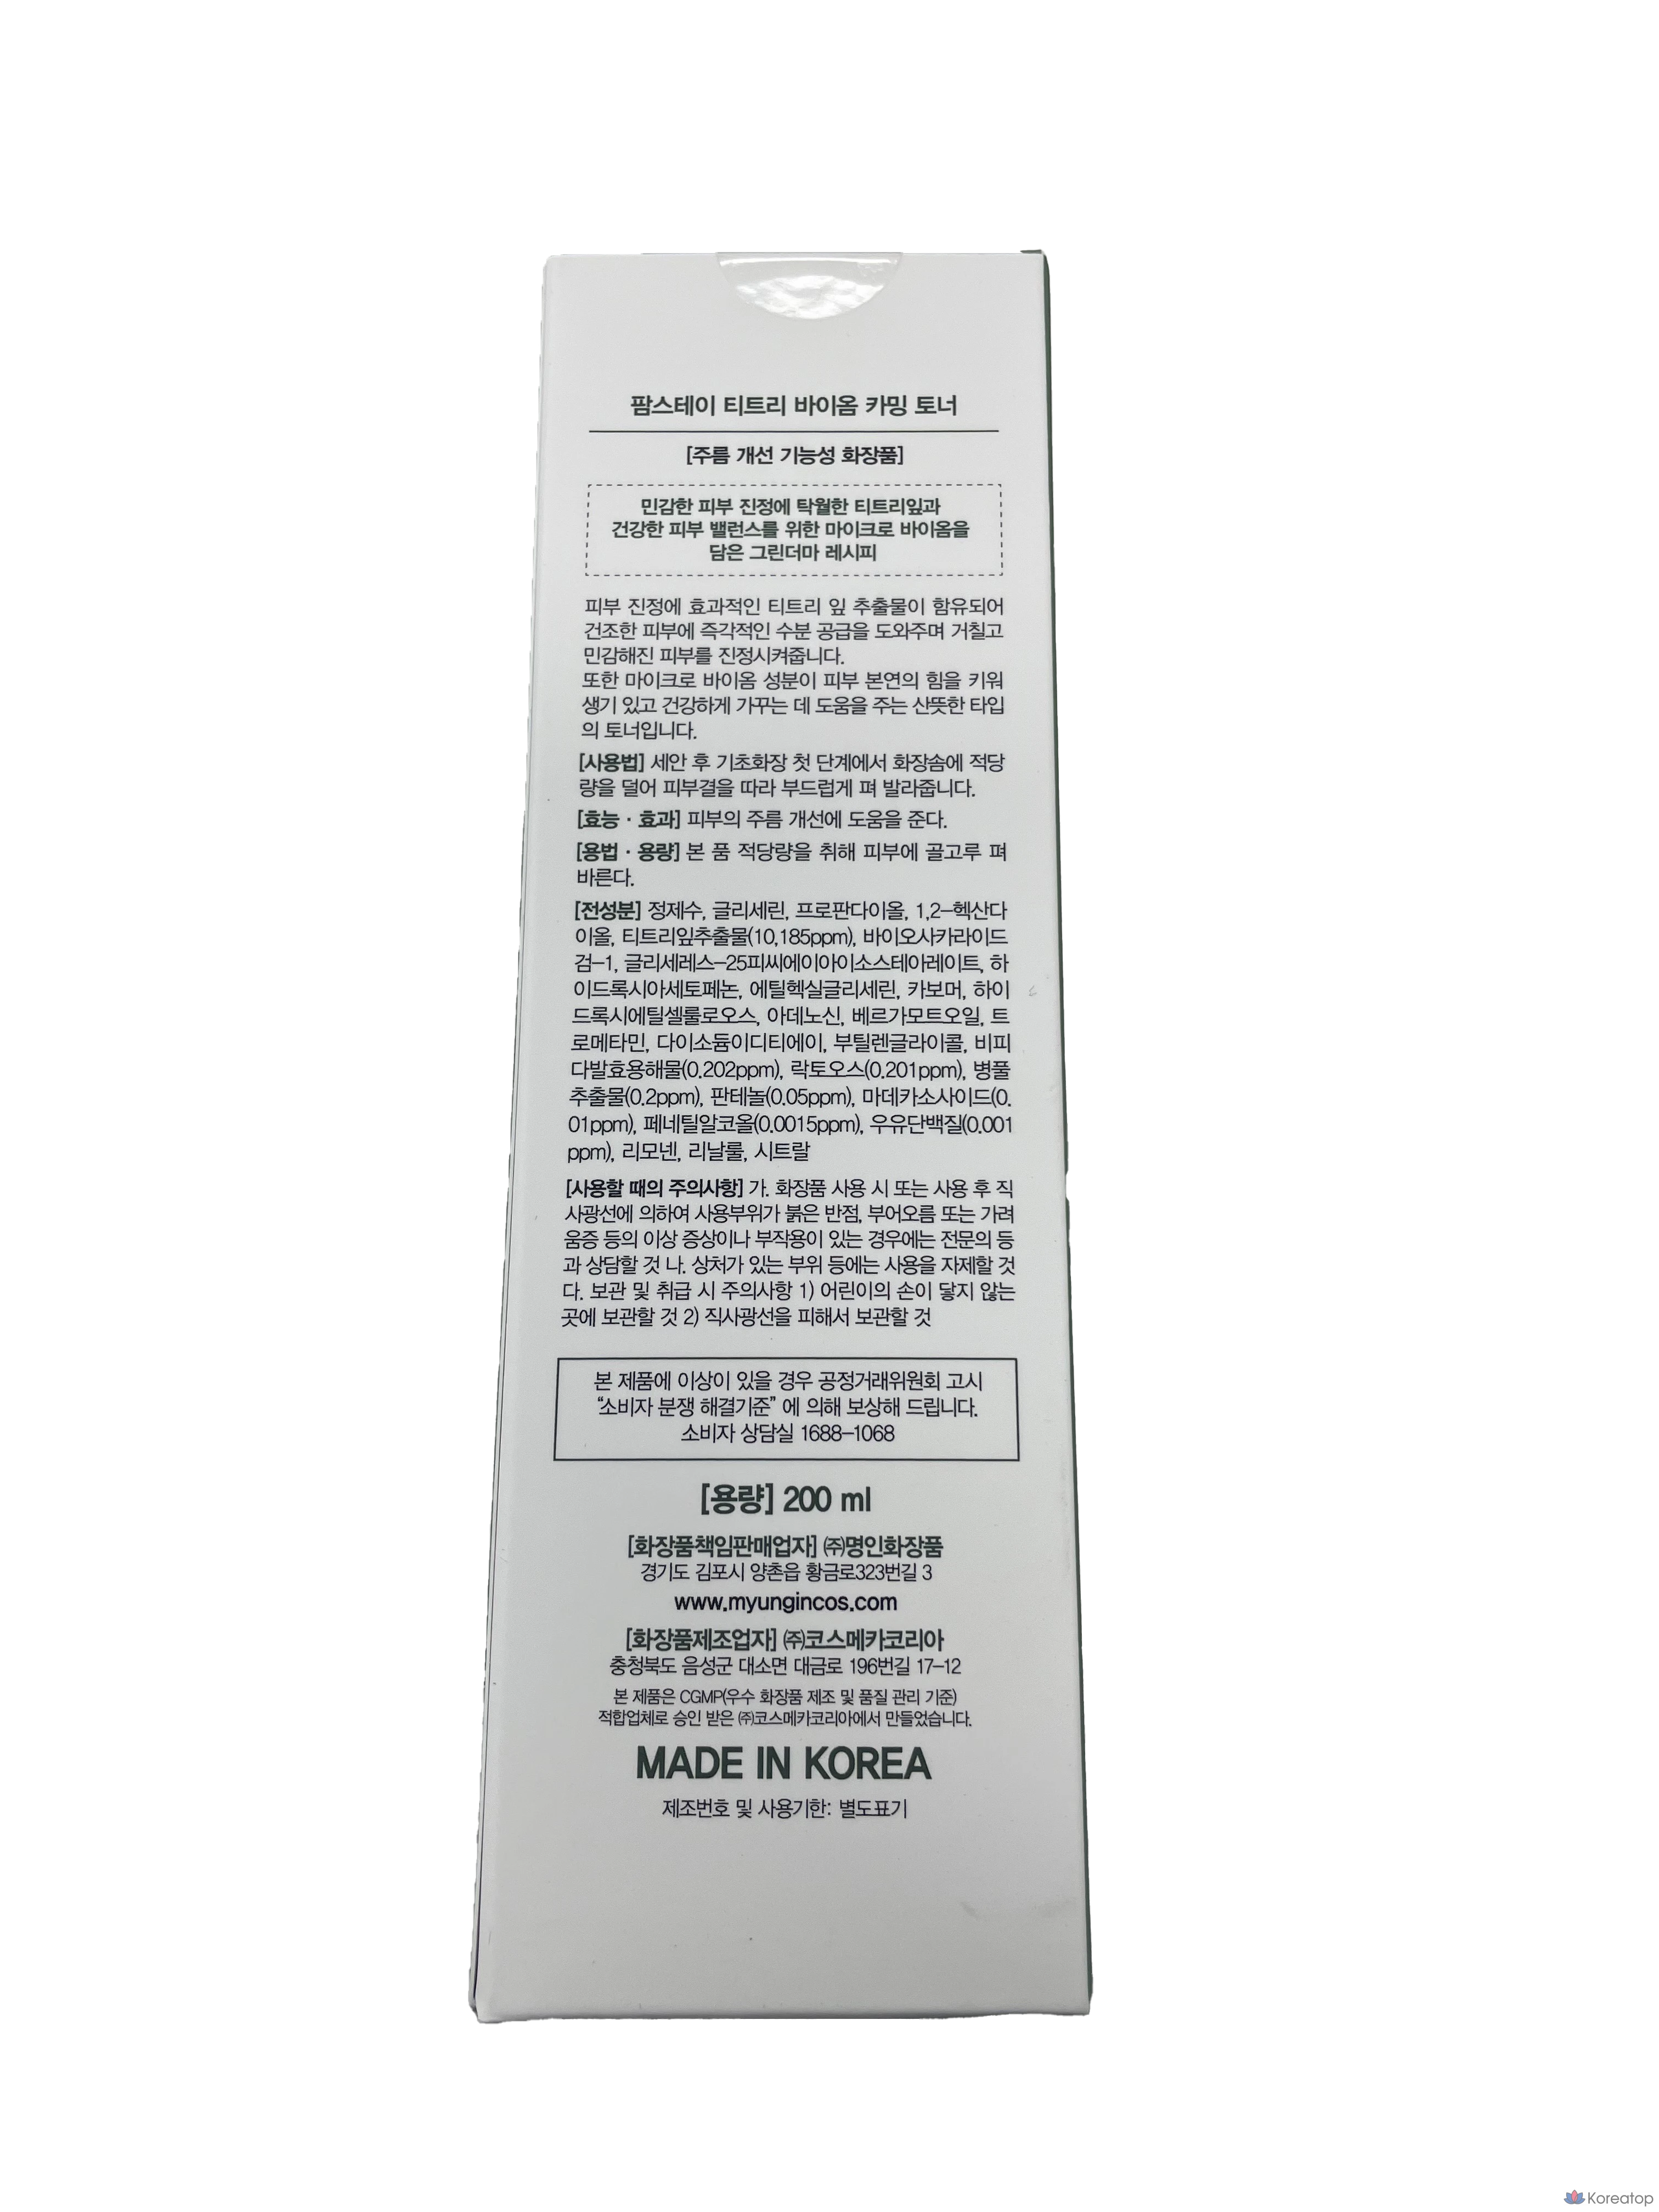 팜스테이 티트리 바이옴 카밍 토너
[주름 개선 기능성 화장품]
민감한 피부 진정에 탁월한 티트리잎과
건강한 피부 밸런스를 위한 마이크로 바이옴을
담은 그린더마 레시피
피부 진정에 효과적인 티트리 잎 추출물이 함유되어
건조한 피부에 즉각적인 수분 공급을 도와주며 거칠고
민감해진 피부를 진정시켜줍니다.
또한 마이크로 바이옴 성분이 피부 본연의 힘을 키워
생기 있고 건강하게 가꾸는 데 도움을 주는 산뜻한 타입
의 토너입니다.
[사용법] 세안 후 기초화장 첫 단계에서 화장솜에 적당
량을 덜어 피부결을 따라 부드럽게 펴 발라줍니다.
[효능 · 효과] 피부의 주름 개선에 도움을 준다.
[용법 · 용량] 본 품 적당량을 취해 피부에 골고루 펴
바른다.
[전성분] 정제수, 글리세린, 프로판다이올, 1,2-헥산다
이올, 티트리잎추출물(10,185ppm), 바이오사카라이드
검-1, 글리세레스-25피씨에이아이소스테아레이트, 하
이드록시아세토페논, 에틸헥실글리세린, 카보머, 하이
드록시에틸셀룰로오스, 아데노신, 베르가모트오일, 트
로메타민, 다이소듐이디티에이, 부틸렌글라이콜, 비피
다발효용해물(0.202ppm), 락토오스(0.201ppm), 병풀
추출물(0.2ppm), 판테놀(0.05ppm), 마데카소사이드(0.
01ppm), 페네틸알코올(0.0015ppm), 우유단백질(0.001
ppm), 리모넨, 리날룰, 시트랄
[사용할 때의 주의사항] 가. 화장품 사용 시 또는 사용 후 직
사광선에 의하여 사용부위가 붉은 반점, 부어오름 또는 가려
움증 등의 이상 증상이나 부작용이 있는 경우에는 전문의 등
과 상담할 것 나. 상처가 있는 부위 등에는 사용을 자제할 것
다. 보관 및 취급 시 주의사항 1) 어린이의 손이 닿지 않는
곳에 보관할 것 2) 직사광선을 피해서 보관할 것
본 제품에 이상이 있을 경우 공정거래위원회 고시
“소비자 분쟁 해결기준” 에 의해 보상해 드립니다.
소비자 상담실 1688-1068
[용량] 200 ml
[화장품책임판매업자] ㈜명인화장품
경기도 김포시 양촌읍 황금로323번길 3
www.myungincos.com
[화장품제조업자] ㈜코스메카코리아
충청북도 음성군 대소면 대금로 196번길 17-12
본 제품은 CGMP(우수 화장품 제조 및 품질 관리 기준)
적합업체로 승인 받은 ㈜코스메카코리아에서 만들었습니다.
MADE IN KOREA
제조번호 및 사용기한: 별도표기
Koreatop